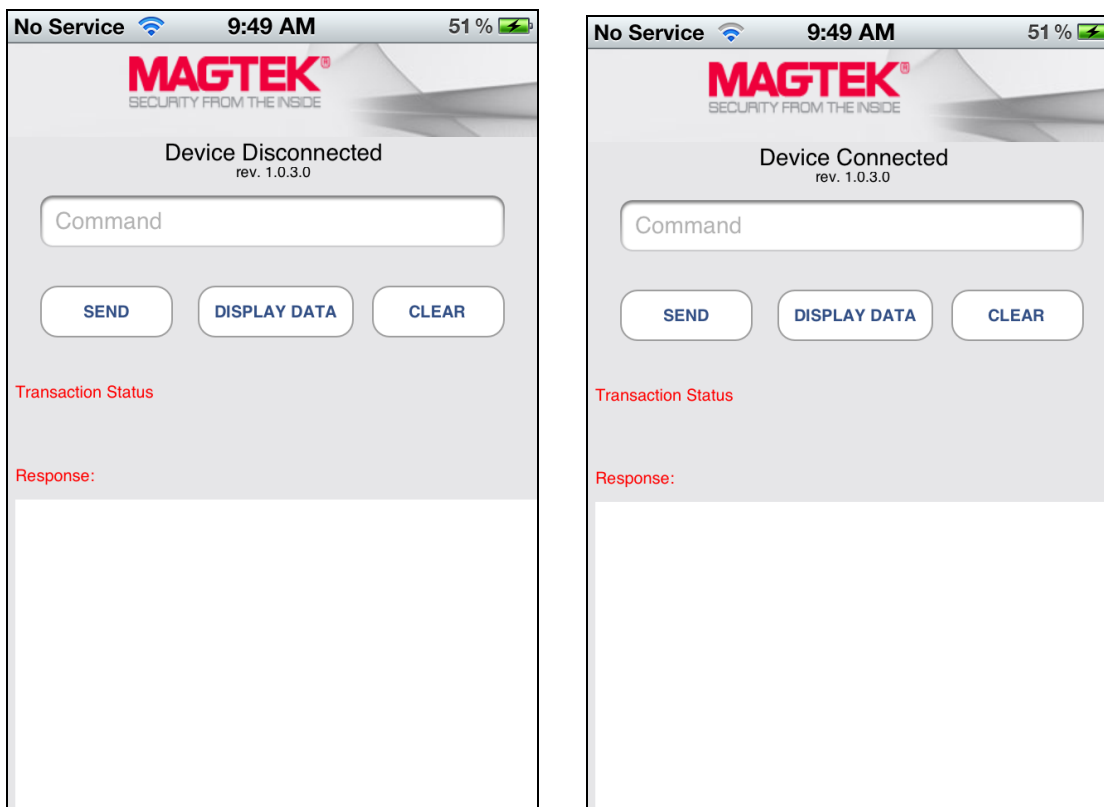 No Service 9:49 AM 51 %
MAGTEK®
SECURITY FROM THE INSIDE
Device Disconnected
rev. 1.0.3.0
Command
SEND DISPLAY DATA CLEAR
Transaction Status
Response:
No Service 9:49 AM 51 %
MAGTEK®
SECURITY FROM THE INSIDE
Device Connected
rev. 1.0.3.0
Command
SEND DISPLAY DATA CLEAR
Transaction Status
Response: